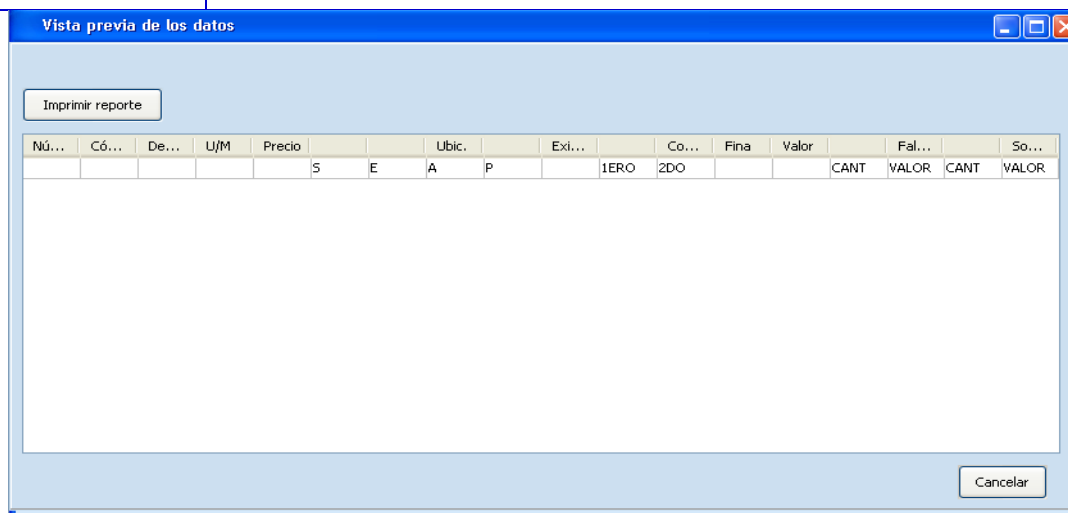 Vista previa de los datos
Imprimir reporte
Nú... Có... De... U/M Precio Ubic. Exi... Co... Fina Valor Fal... So...
S E A P 1ERO 2DO CANT VALOR CANT VALOR
Cancelar